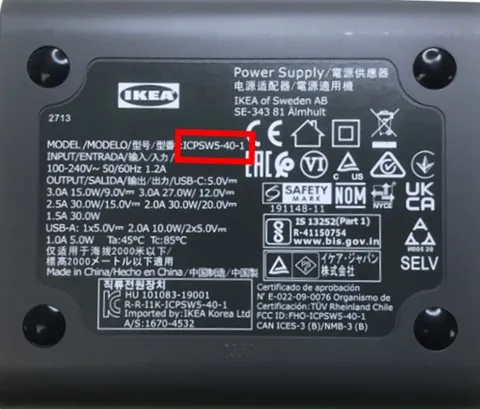 IKEA
Power Supply/電源供應器
/電源適配器/電源適用機
IKEA of Sweden AB
SE-343 81 Älmhult
2713
MODEL/MODELO/型号/型番:ICPSW5-40-1
INPUT/ENTRADA/输入/入力/
100-240V~ 50/60Hz 1.2A
OUTPUT/SALIDA/输出/出力/USB-C:5.0V⎓
3.0A 15.0W/9.0V⎓ 3.0A 27.0W/ 12.0V⎓
2.5A 30.0W/15.0V⎓ 2.0A 30.0W/20.0V⎓
1.5A 30.0W
USB-A: 1x5.0V⎓ 2.0A 10.0W/2x5.0V⎓
1.0A 5.0W Ta:45°C Tc:85°C
仅适用于海拔2000米以下/
標高2000メートル以下適用
Made in China/Hecho en China /中国制造/中國製
CE
EAC
VI
US
SAFETY
MARK
191148-11
NOM
NYCE
UK
CA
IS 13252(Part 1)
R-41150754
www.bis.gov.in
イケア・ジャパン
株式会社
SELV
직류전원장치
HU 101083-19001
R-R-I1K-ICPSW5-40-1
Imported by: IKEA Korea Ltd
A/S: 1670-4532
Certificado de aprobación
N° E-022-09-0076 Organismo de
Certificación: TÜV Rheinland Chile
FCC ID: FHO-ICPSW5-40-1
CAN ICES-3 (B)/NMB-3 (B)